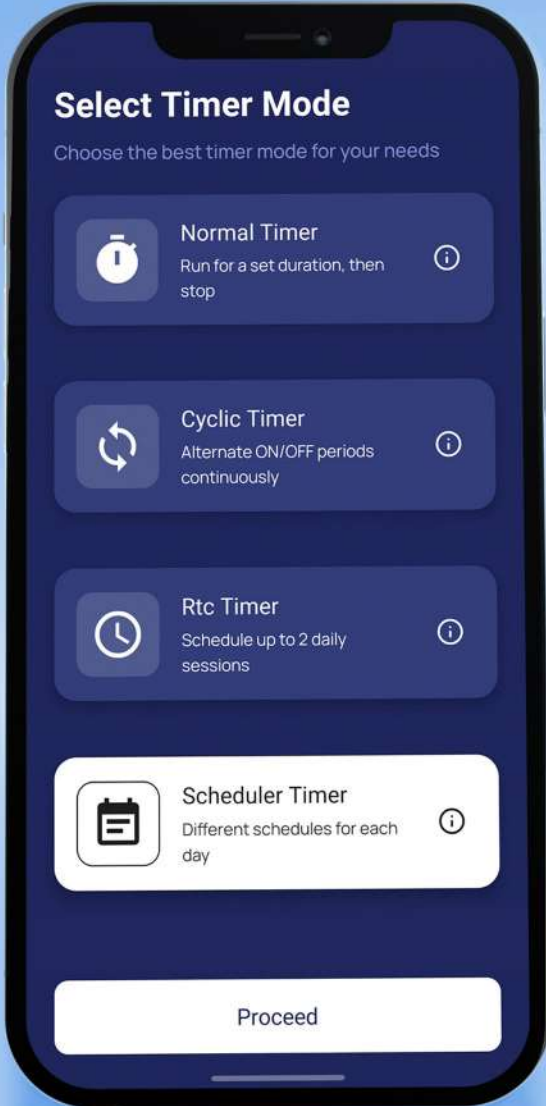 Select Timer Mode
Choose the best timer mode for your needs
Normal Timer
Run for a set duration, then
stop
Cyclic Timer
Alternate ON/OFF periods
continuously
Rtc Timer
Schedule up to 2 daily
sessions
Scheduler Timer
Different schedules for each
day
Proceed